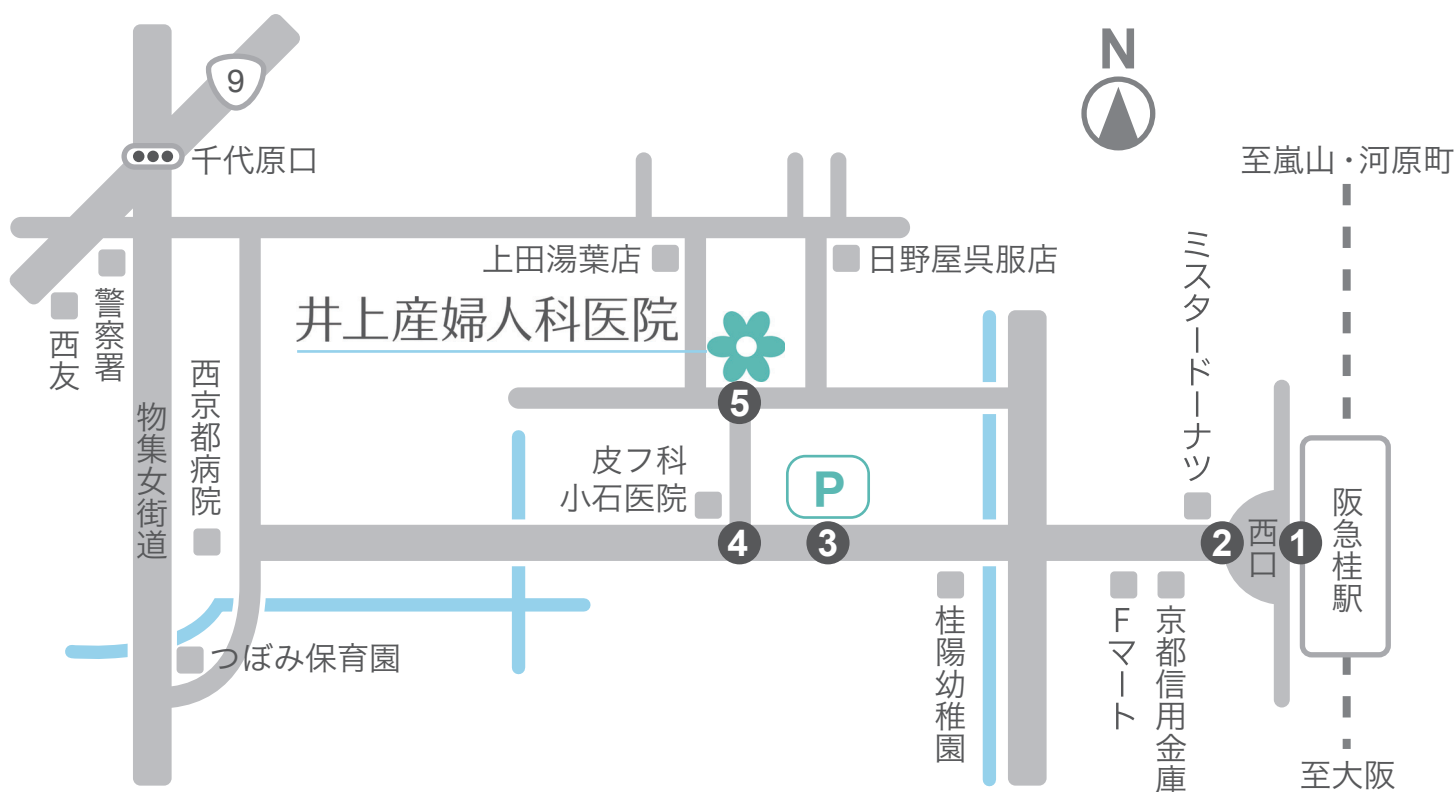 N
9
千代原口
至嵐山・河原町
上田湯葉店
日野屋呉服店
ミスタードーナツ
井上産婦人科医院
警察署
西友
西京都病院
物集女街道
5
皮フ科
小石医院
P
4
3
2
西口
1
阪急桂駅
桂陽幼稚園
Fマート
京都信用金庫
つぼみ保育園
至大阪